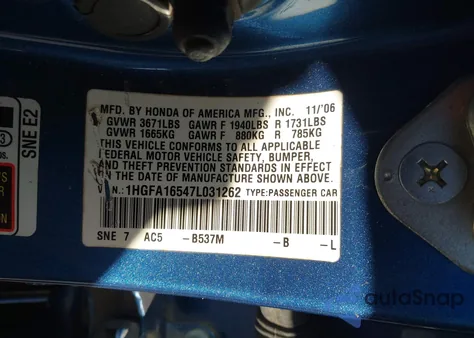 MFD. BY HONDA OF AMERICA MFG., INC. 11/'06
GVWR 3671LBS GAWR F 1940LBS R 1731LBS
GVWR 1665KG GAWR F 880KG R 785KG
THIS VEHICLE CONFORMS TO ALL APPLICABLE
FEDERAL MOTOR VEHICLE SAFETY, BUMPER,
AND THEFT PREVENTION STANDARDS IN EFFECT
ON THE DATE OF MANUFACTURE SHOWN ABOVE.
V.I.N.: 1HGFA16547L031262 TYPE:PASSENGER CAR
SNE 7 AC5 -B537M -B -L
3
SNE E2
autoSnap